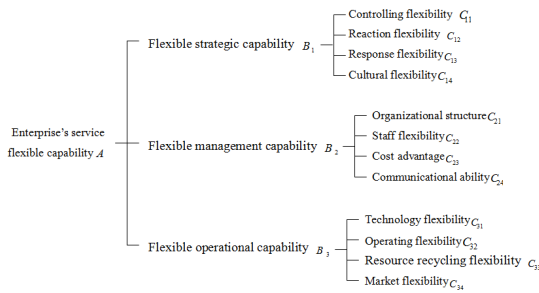 Enterprise's service
flexible capability A
Flexible strategic capability B1
Controlling flexibility C11
Reaction flexibility C12
Response flexibility C13
Cultural flexibility C14
Flexible management capability B2
Organizational structure C21
Staff flexibility C22
Cost advantage C23
Communicational ability C24
Flexible operational capability B3
Technology flexibility C31
Operating flexibility C32
Resource recycling flexibility C33
Market flexibility C34